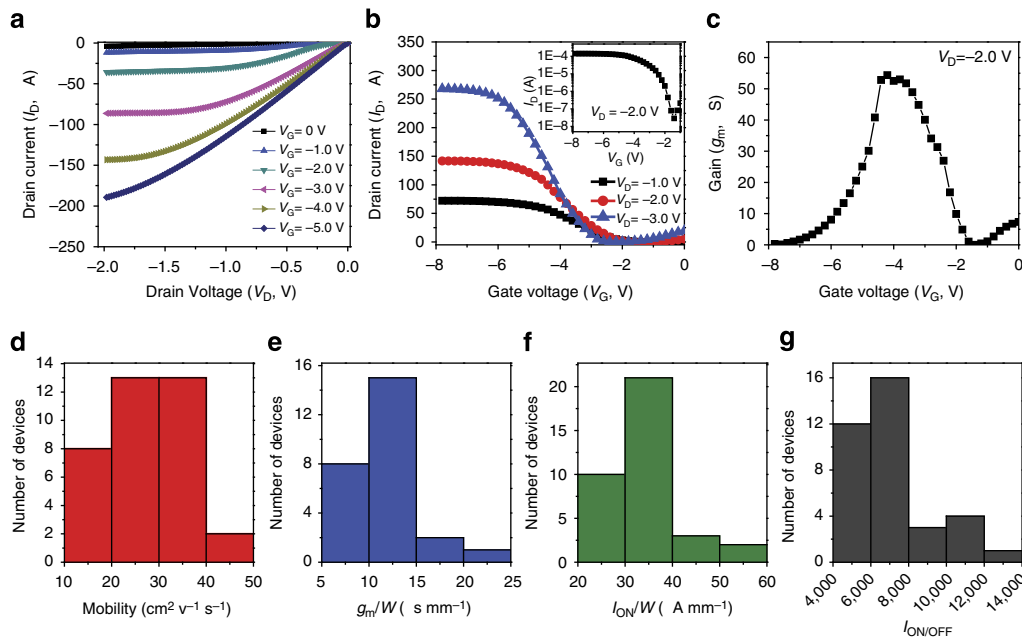 a
Drain current (I_D, A)
0
−50
−100
−150
−200
−250
V_G= 0 V
V_G= −1.0 V
V_G= −2.0 V
V_G= −3.0 V
V_G= −4.0 V
V_G= −5.0 V
−2.0 −1.5 −1.0 −0.5 0.0
Drain Voltage (V_D, V)
b
Drain current (I_D, A)
350
300
250
200
150
100
50
0
I_D (A)
1E−4
1E−5
1E−6
1E−7
1E−8
V_D = −2.0 V
−8 −6 −4 −2
V_G (V)
V_D= −1.0 V
V_D= −2.0 V
V_D= −3.0 V
−8 −6 −4 −2 0
Gate voltage (V_G, V)
c
Gain (g_m, S)
60
50
40
30
20
10
0
V_D=−2.0 V
−8 −6 −4 −2 0
Gate voltage (V_G, V)
d
Number of devices
14
12
10
8
6
4
2
0
10 20 30 40 50
Mobility (cm² v⁻¹ s⁻¹)
e
Number of devices
16
12
8
4
0
5 10 15 20 25
g_m/W ( s mm⁻¹)
f
Number of devices
20
15
10
5
0
20 30 40 50 60
I_ON/W ( A mm⁻¹)
g
Number of devices
16
12
8
4
0
4,000 6,000 8,000 10,000 12,000 14,000
I_ON/OFF